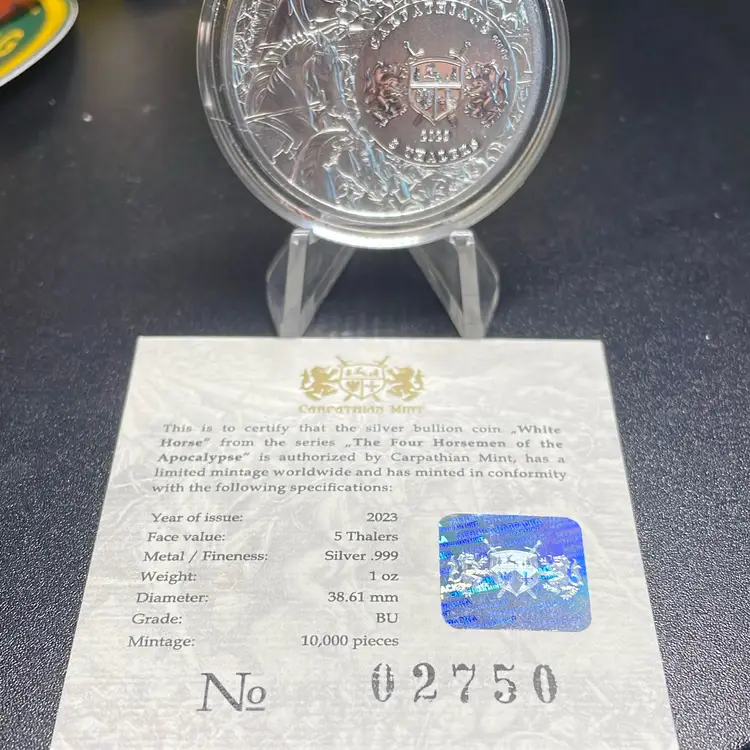 CARPATHIANS
2023
5 THALERS
CARPATHIAN MINT
This is to certify that the silver bullion coin „White
Horse" from the series „The Four Horsemen of the
Apocalypse" is authorized by Carpathian Mint, has a
limited mintage worldwide and has minted in conformity
with the following specifications:
Year of issue: 2023
Face value: 5 Thalers
Metal / Fineness: Silver .999
Weight: 1 oz
Diameter: 38.61 mm
Grade: BU
Mintage: 10,000 pieces
No 02750